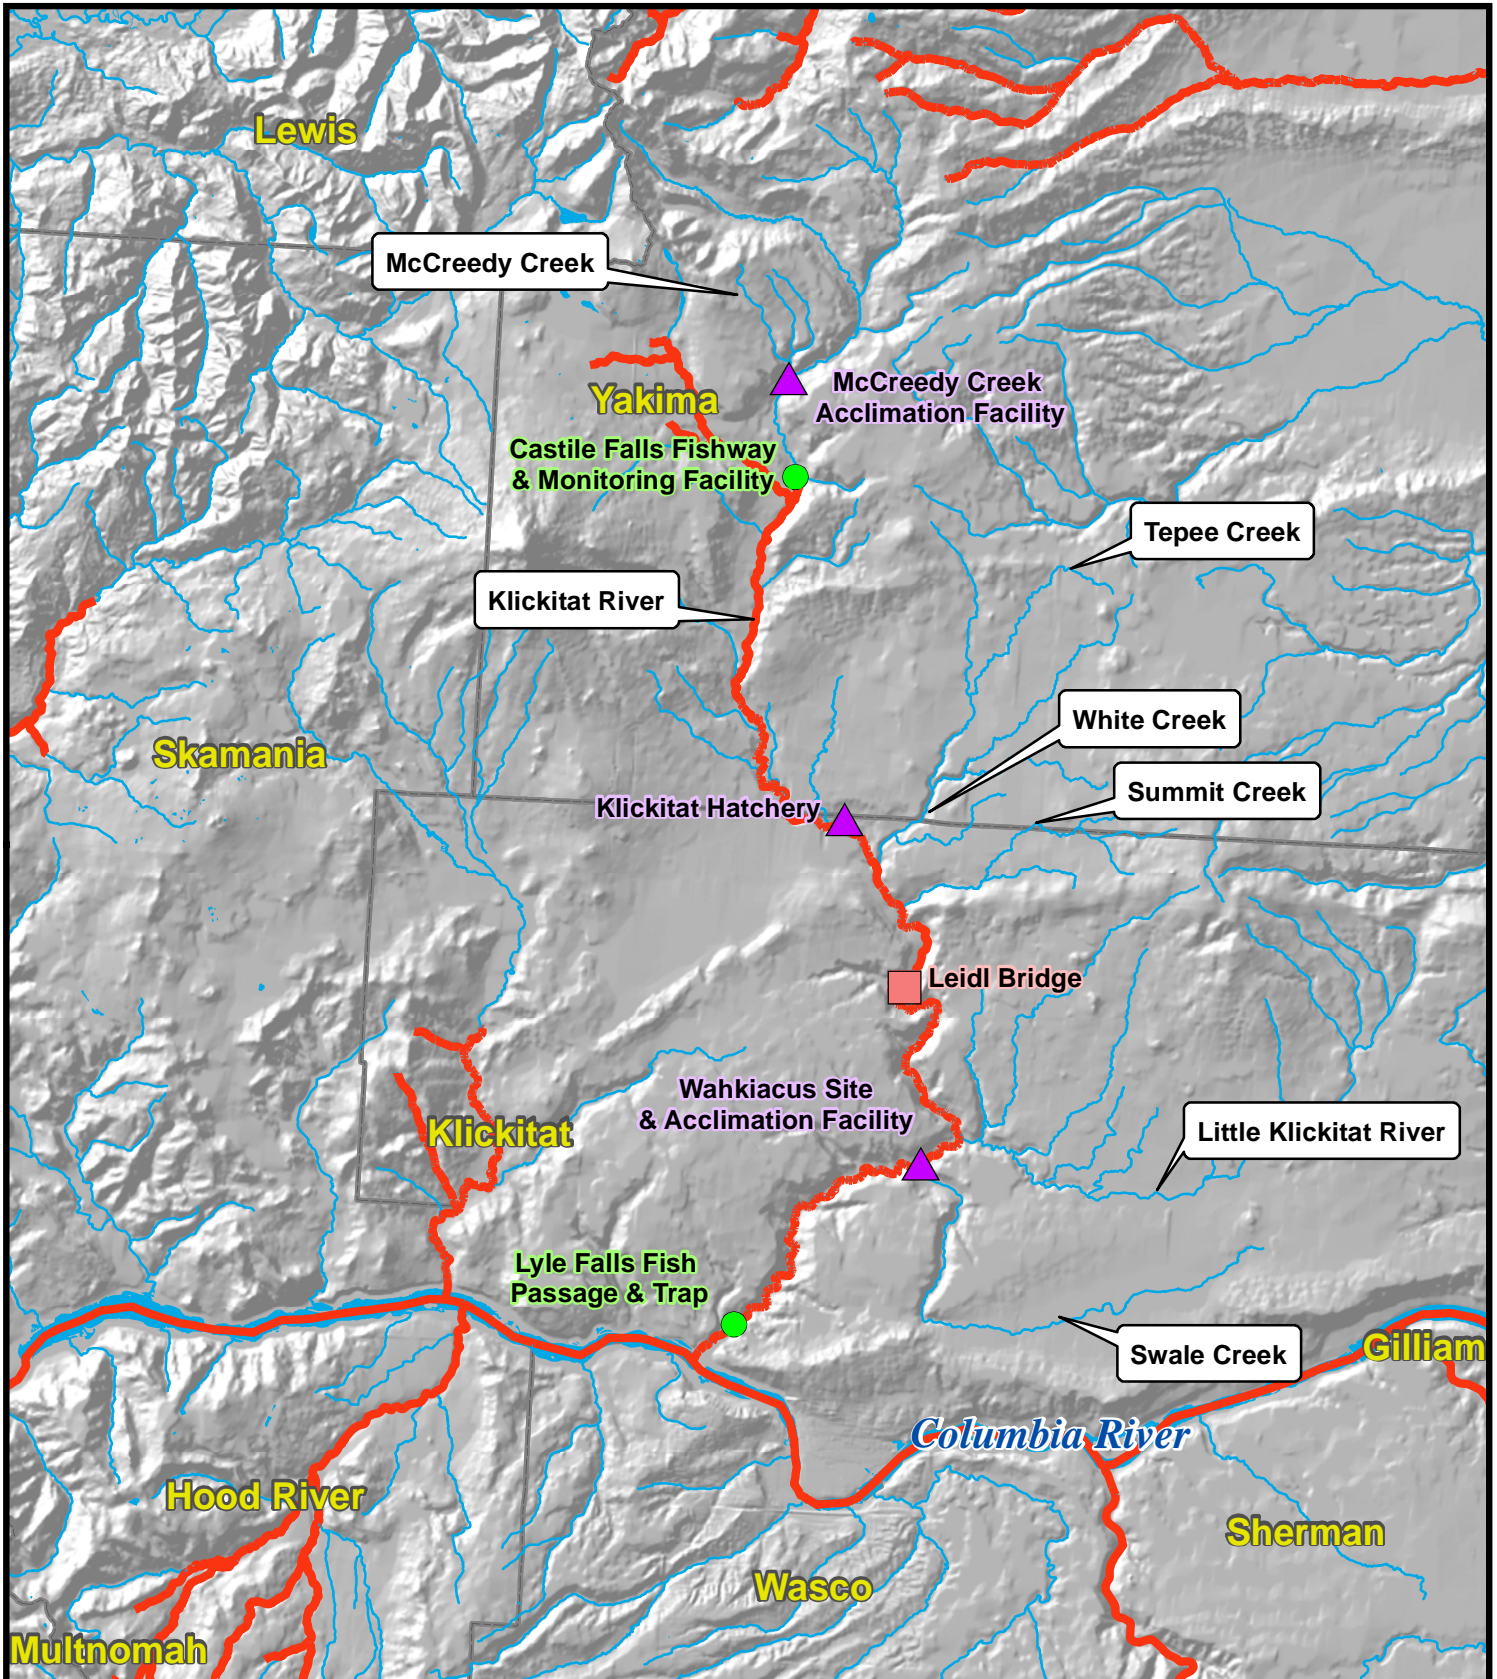 Lewis
McCreedy Creek
McCreedy Creek
Acclimation Facility
Yakima
Castile Falls Fishway
& Monitoring Facility
Tepee Creek
Klickitat River
White Creek
Skamania
Summit Creek
Klickitat Hatchery
Leidl Bridge
Wahkiacus Site
& Acclimation Facility
Klickitat
Little Klickitat River
Lyle Falls Fish
Passage & Trap
Swale Creek
Gilliam
Columbia River
Hood River
Sherman
Wasco
Multnomah